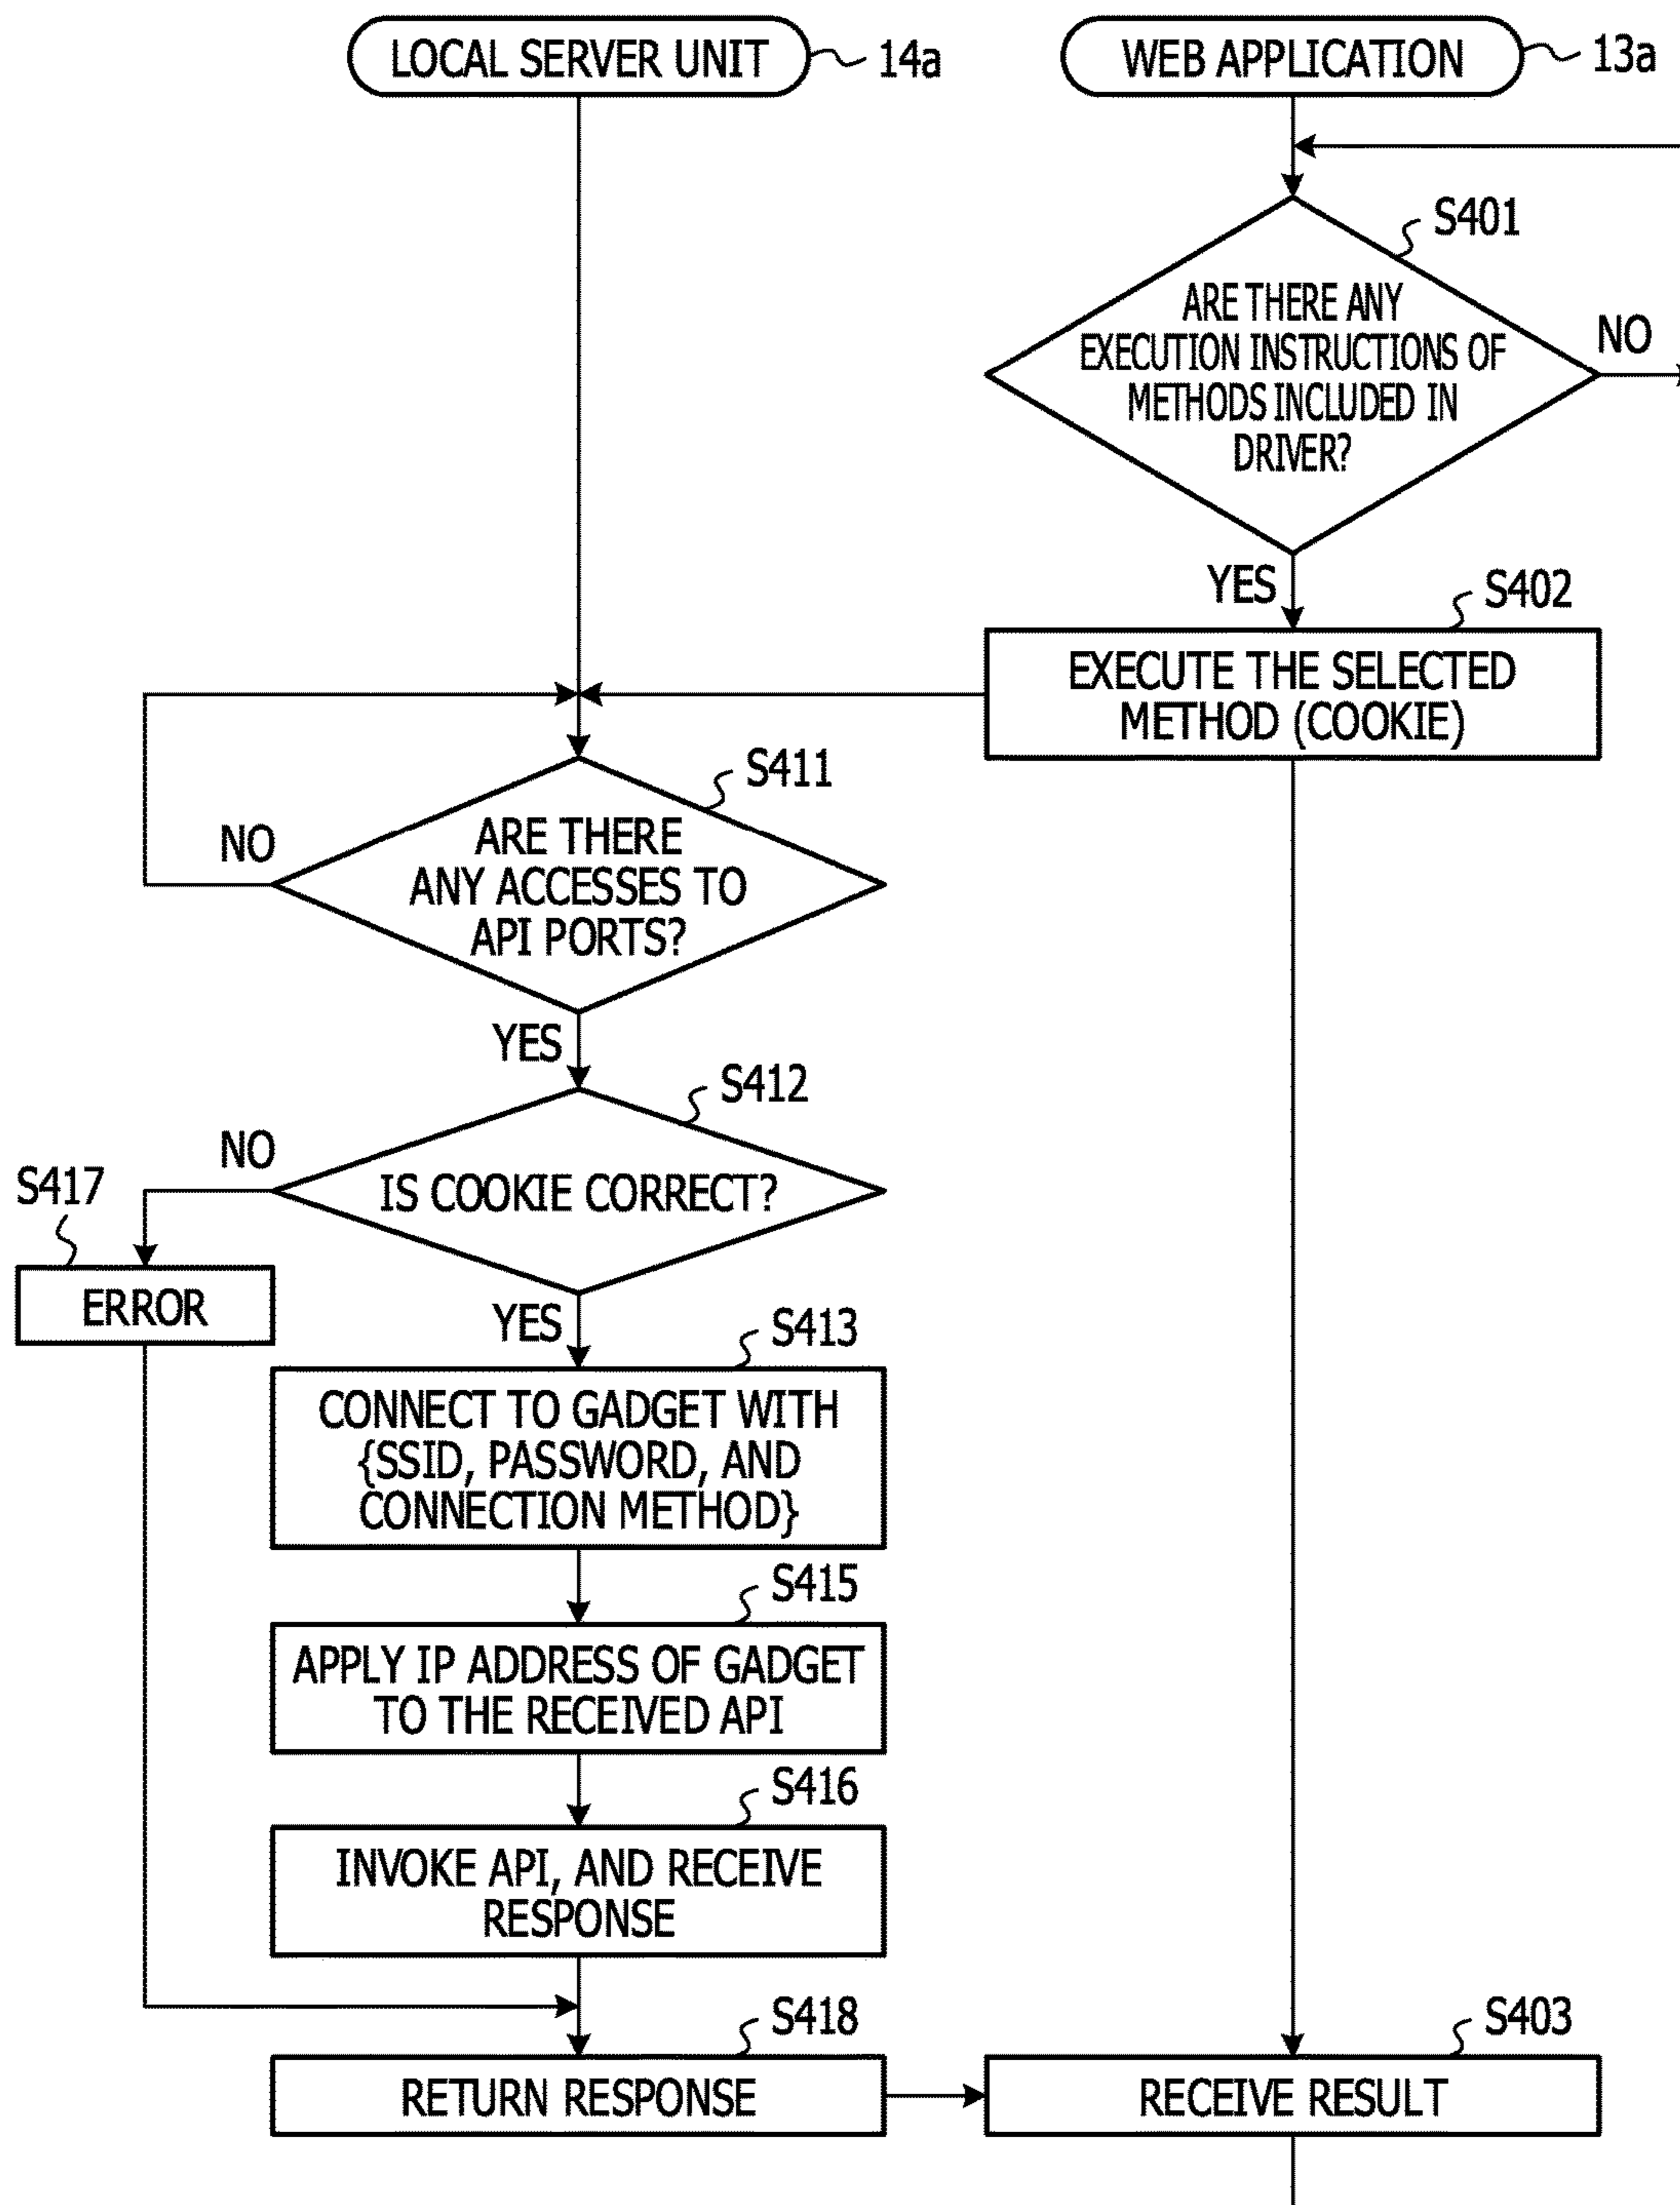 LOCAL SERVER UNIT
14a
WEB APPLICATION
13a
S401
ARE THERE ANY
EXECUTION INSTRUCTIONS OF
METHODS INCLUDED IN
DRIVER?
NO
YES
S402
EXECUTE THE SELECTED
METHOD (COOKIE)
S411
ARE THERE
ANY ACCESSES TO
API PORTS?
NO
YES
S412
IS COOKIE CORRECT?
NO
S417
ERROR
YES
S413
CONNECT TO GADGET WITH
{SSID, PASSWORD, AND
CONNECTION METHOD}
S415
APPLY IP ADDRESS OF GADGET
TO THE RECEIVED API
S416
INVOKE API, AND RECEIVE
RESPONSE
S418
RETURN RESPONSE
S403
RECEIVE RESULT